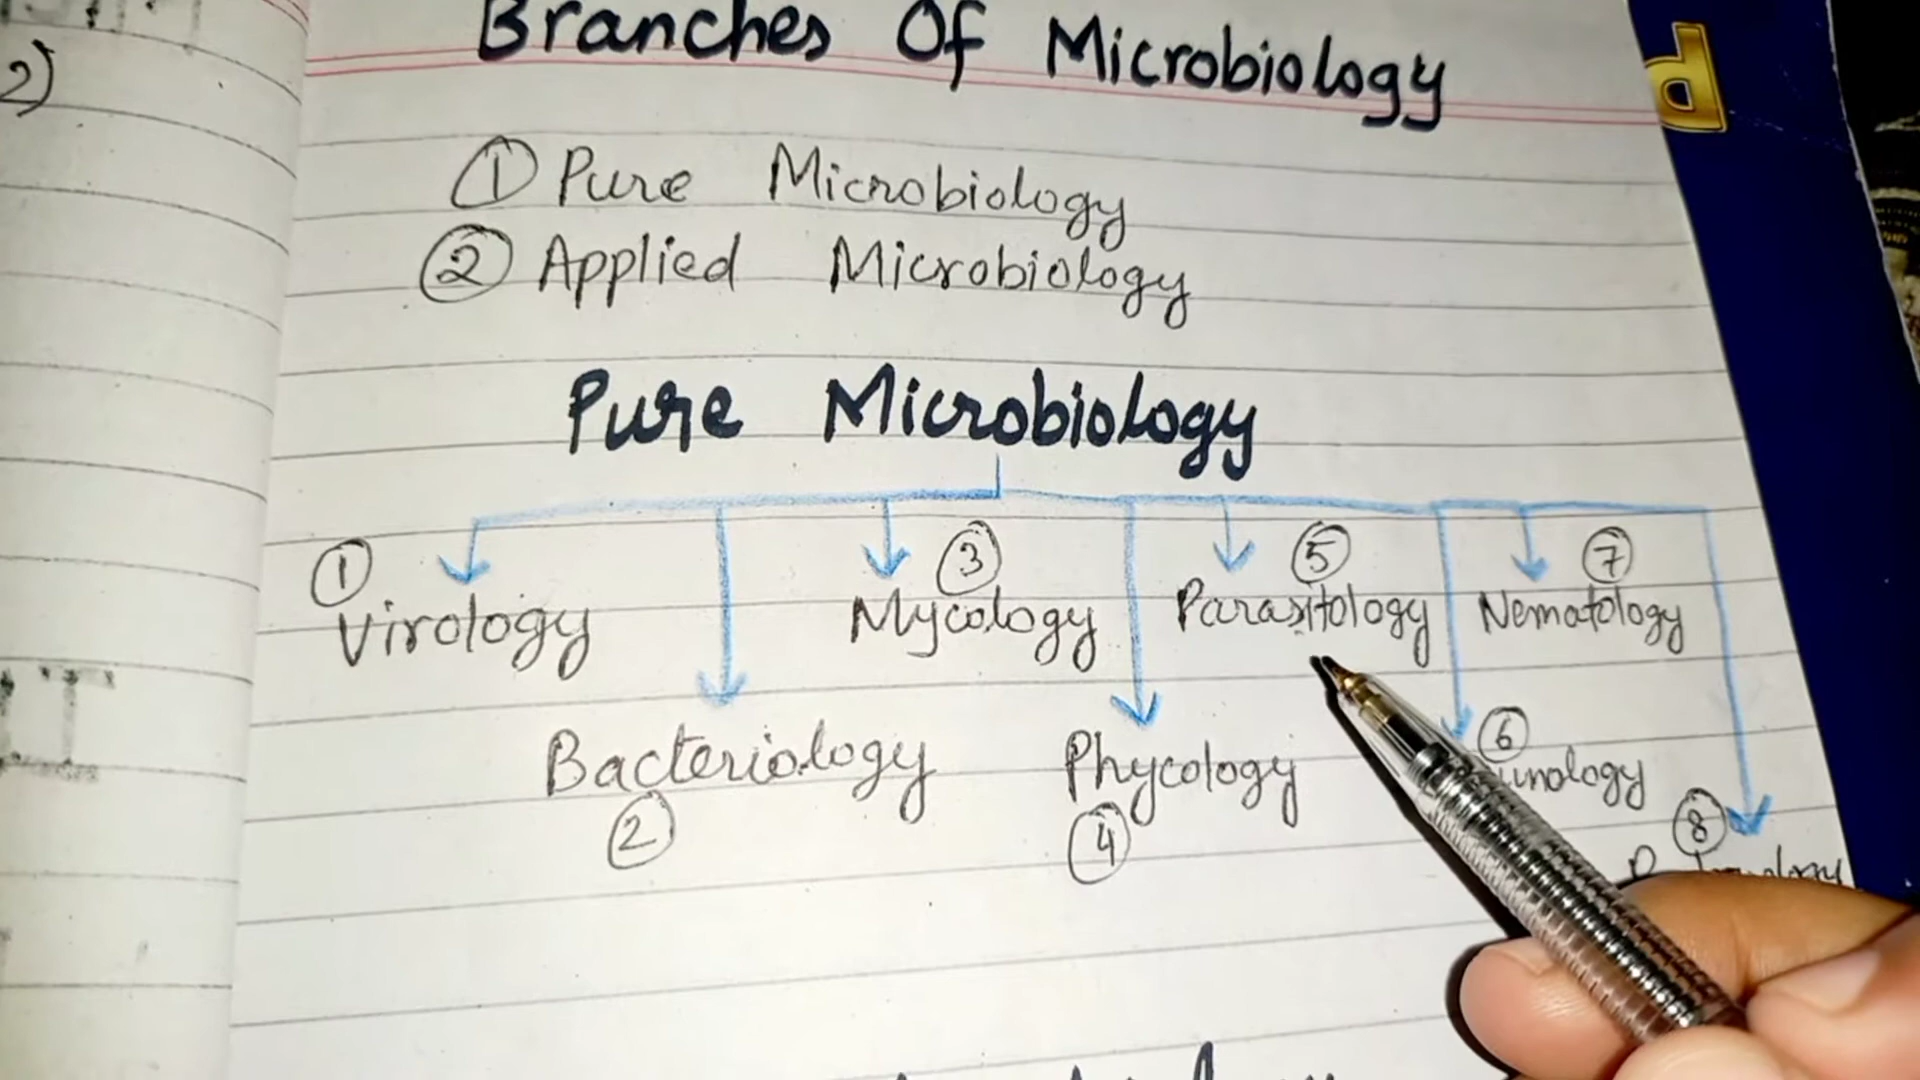 2)
Branches Of Microbiology
① Pure Microbiology
② Applied Microbiology
Pure Microbiology
① ③ ⑤ ⑦
Virology Mycology Parasitology Nematology
⑥
Bacteriology Phycology
② ④ ⑧
P